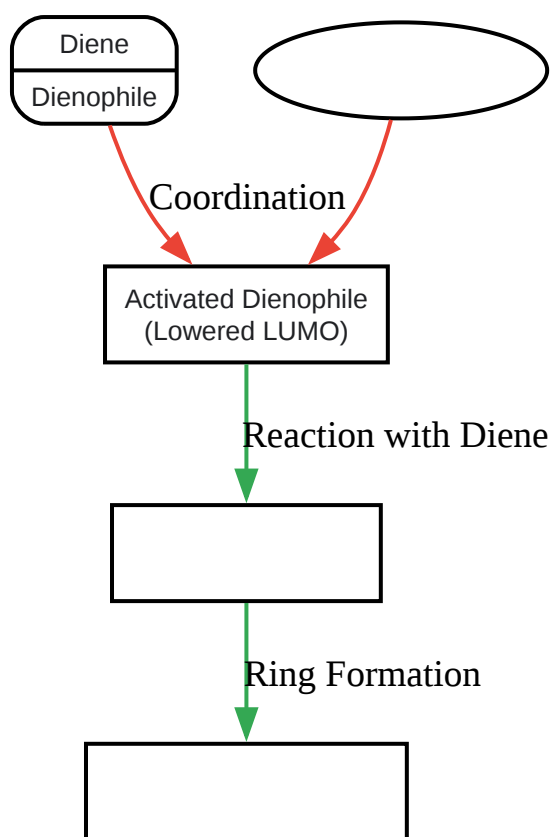 Diene
Dienophile
Coordination
Activated Dienophile
(Lowered LUMO)
Reaction with Diene
Ring Formation